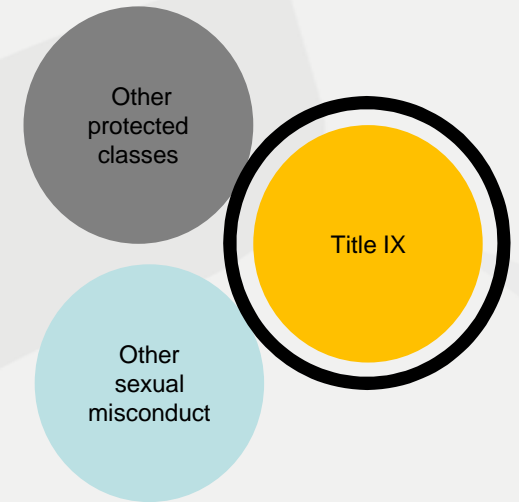 Other
protected
classes
Title IX
Other
sexual
misconduct